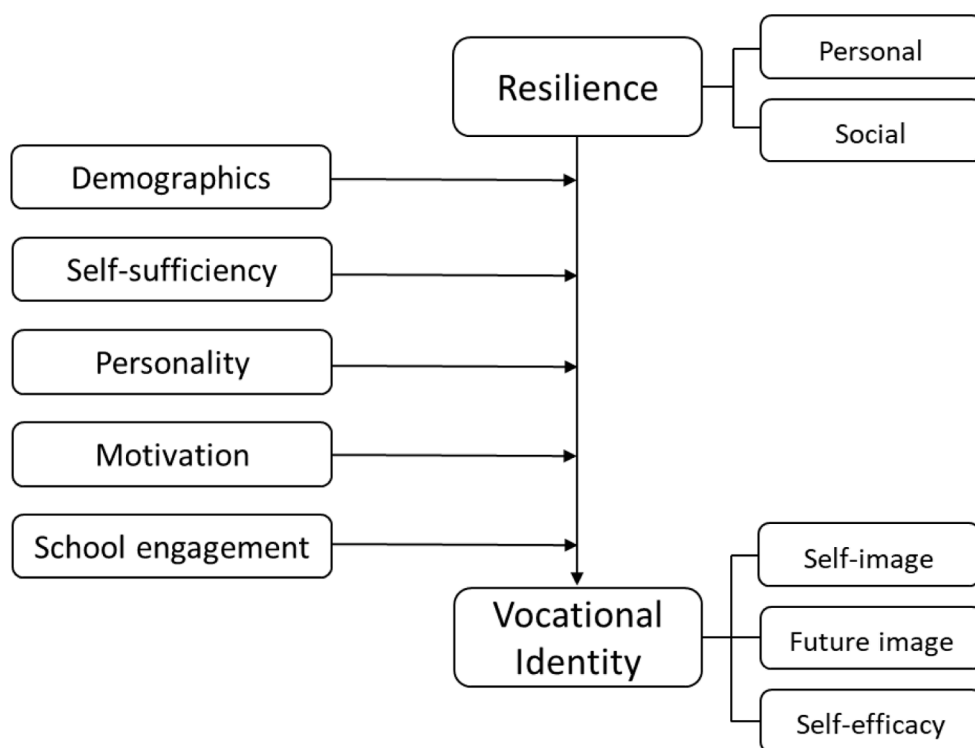 Resilience
Personal
Social
Demographics
Self-sufficiency
Personality
Motivation
School engagement
Vocational
Identity
Self-image
Future image
Self-efficacy